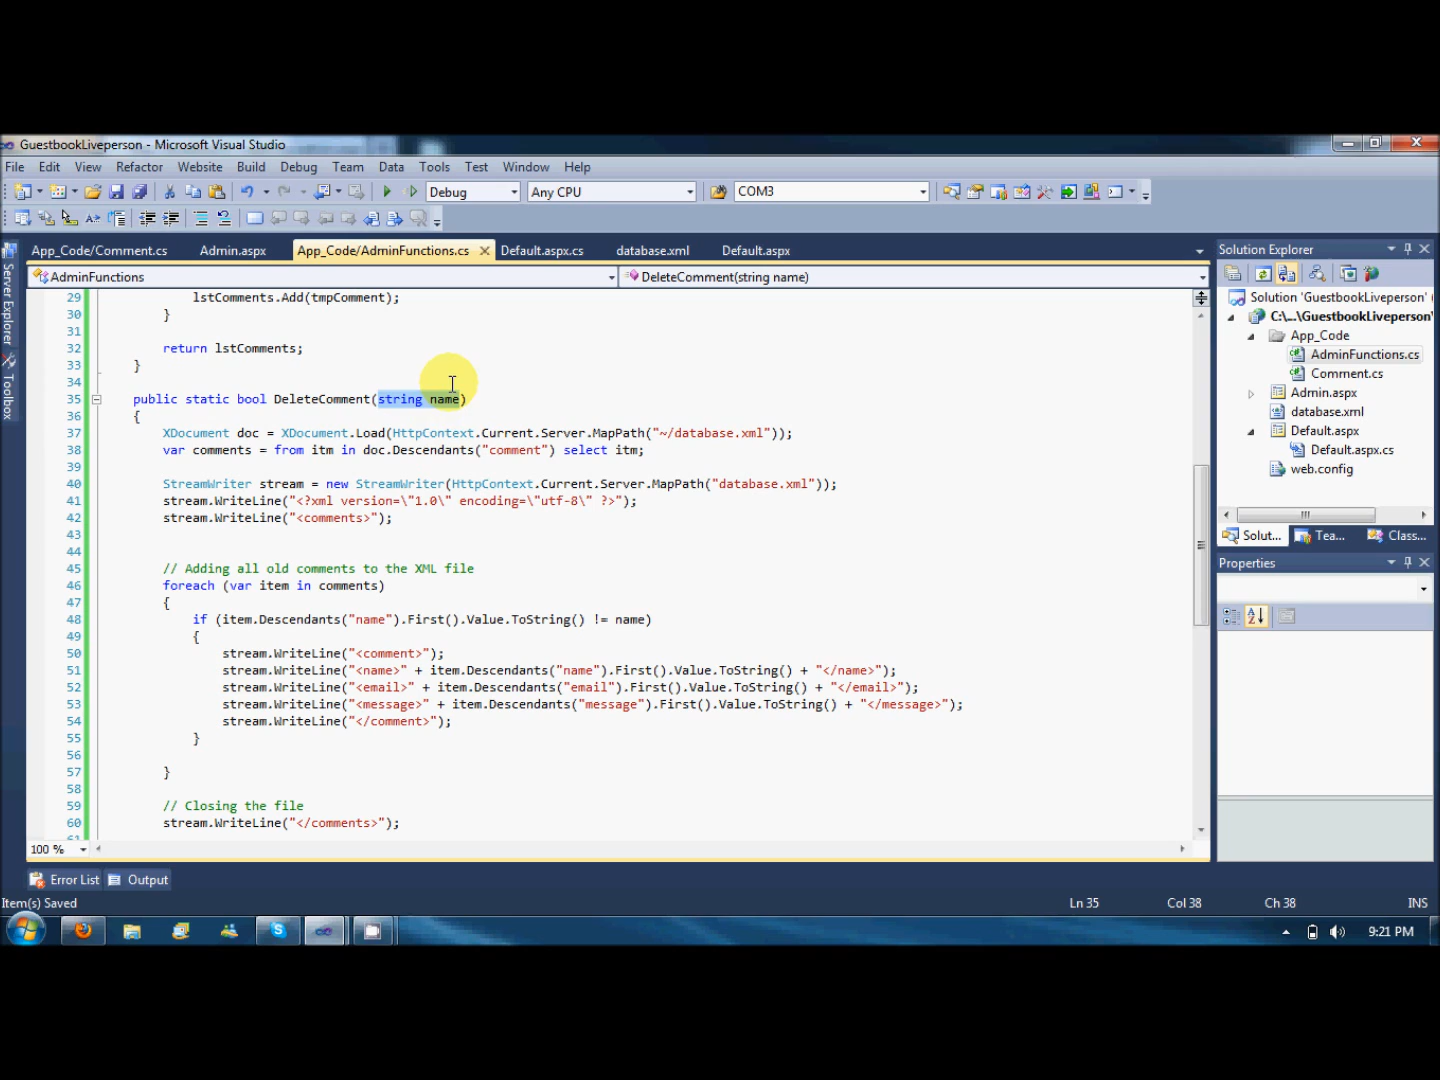 GuestbookLiveperson - Microsoft Visual Studio
File Edit View Refactor Website Build Debug Team Data Tools Test Window Help
Debug Any CPU COM3
App_Code/Comment.cs Admin.aspx App_Code/AdminFunctions.cs Default.aspx.cs database.xml Default.aspx
AdminFunctions DeleteComment(string name)
29 lstComments.Add(tmpComment);
30 }
31
32 return lstComments;
33 }
34
35 public static bool DeleteComment(string name)
36 {
37 XDocument doc = XDocument.Load(HttpContext.Current.Server.MapPath("~/database.xml"));
38 var comments = from itm in doc.Descendants("comment") select itm;
39
40 StreamWriter stream = new StreamWriter(HttpContext.Current.Server.MapPath("database.xml"));
41 stream.WriteLine("<?xml version=\"1.0\" encoding=\"utf-8\" ?>");
42 stream.WriteLine("<comments>");
43
44
45 // Adding all old comments to the XML file
46 foreach (var item in comments)
47 {
48 if (item.Descendants("name").First().Value.ToString() != name)
49 {
50 stream.WriteLine("<comment>");
51 stream.WriteLine("<name>" + item.Descendants("name").First().Value.ToString() + "</name>");
52 stream.WriteLine("<email>" + item.Descendants("email").First().Value.ToString() + "</email>");
53 stream.WriteLine("<message>" + item.Descendants("message").First().Value.ToString() + "</message>");
54 stream.WriteLine("</comment>");
55 }
56
57 }
58
59 // Closing the file
60 stream.WriteLine("</comments>");
61
100 %
Server Explorer
Toolbox
Solution Explorer
Solution 'GuestbookLiveperson' (
C:\...\GuestbookLiveperson\
App_Code
AdminFunctions.cs
Comment.cs
Admin.aspx
database.xml
Default.aspx
Default.aspx.cs
web.config
Solut... Tea... Class...
Properties
Error List Output
Item(s) Saved Ln 35 Col 38 Ch 38 INS
9:21 PM